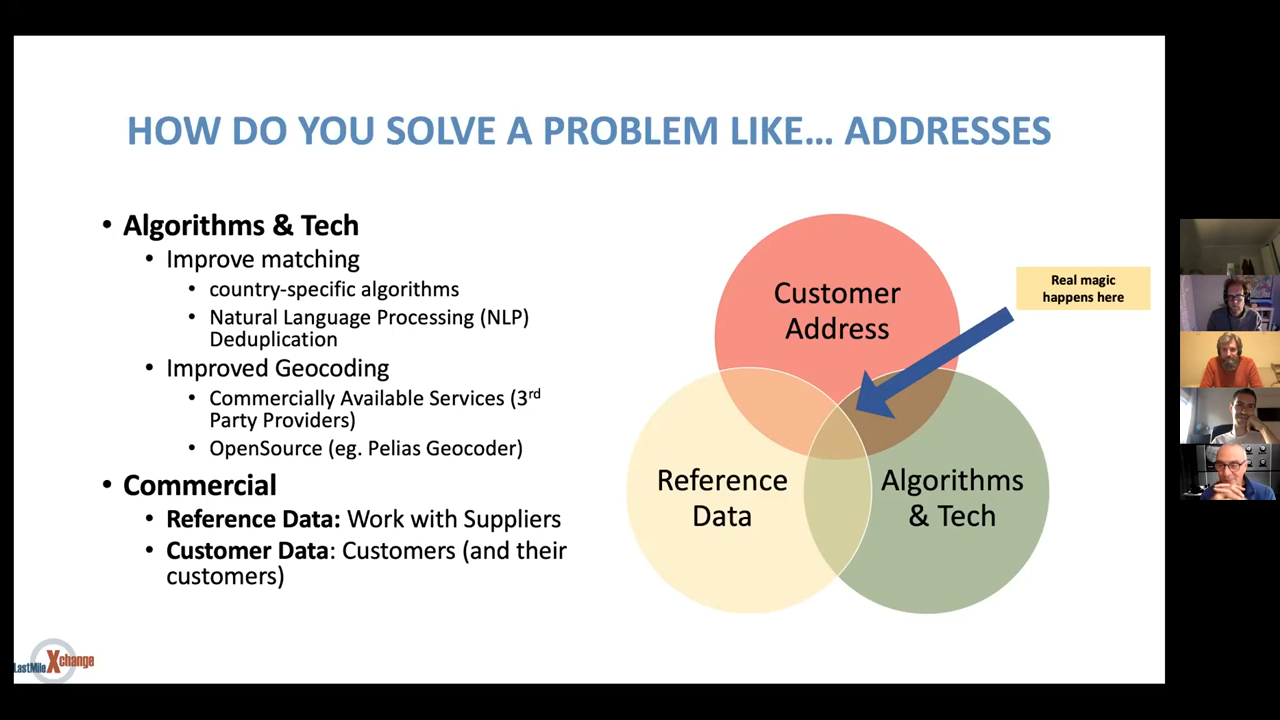 HOW DO YOU SOLVE A PROBLEM LIKE... ADDRESSES
• Algorithms & Tech
• Improve matching
• country-specific algorithms
• Natural Language Processing (NLP)
Deduplication
• Improved Geocoding
• Commercially Available Services (3rd
Party Providers)
• OpenSource (eg. Pelias Geocoder)
• Commercial
• Reference Data: Work with Suppliers
• Customer Data: Customers (and their
customers)
Customer
Address
Real magic
happens here
Reference
Data
Algorithms
& Tech
LastMileXchange